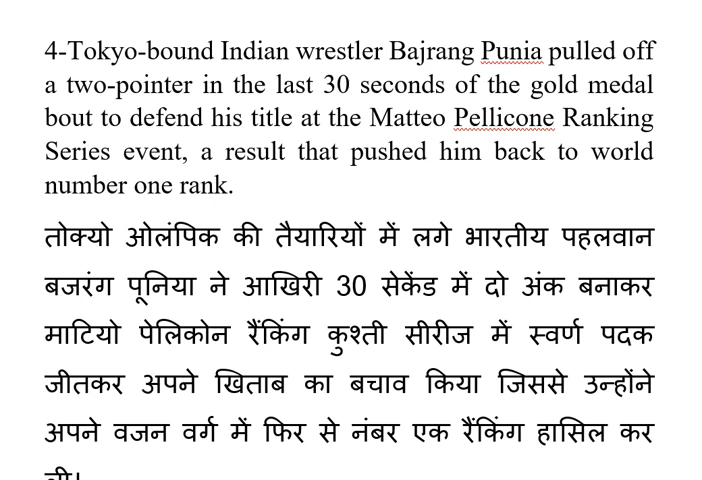 4-Tokyo-bound Indian wrestler Bajrang Punia pulled off
a two-pointer in the last 30 seconds of the gold medal
bout to defend his title at the Matteo Pellicone Ranking
Series event, a result that pushed him back to world
number one rank.
तोक्यो ओलंपिक की तैयारियों में लगे भारतीय पहलवान
बजरंग पूनिया ने आखिरी 30 सेकेंड में दो अंक बनाकर
माटियो पेलिकोन रैंकिंग कुश्ती सीरीज में स्वर्ण पदक
जीतकर अपने खिताब का बचाव किया जिससे उन्होंने
अपने वजन वर्ग में फिर से नंबर एक रैंकिंग हासिल कर